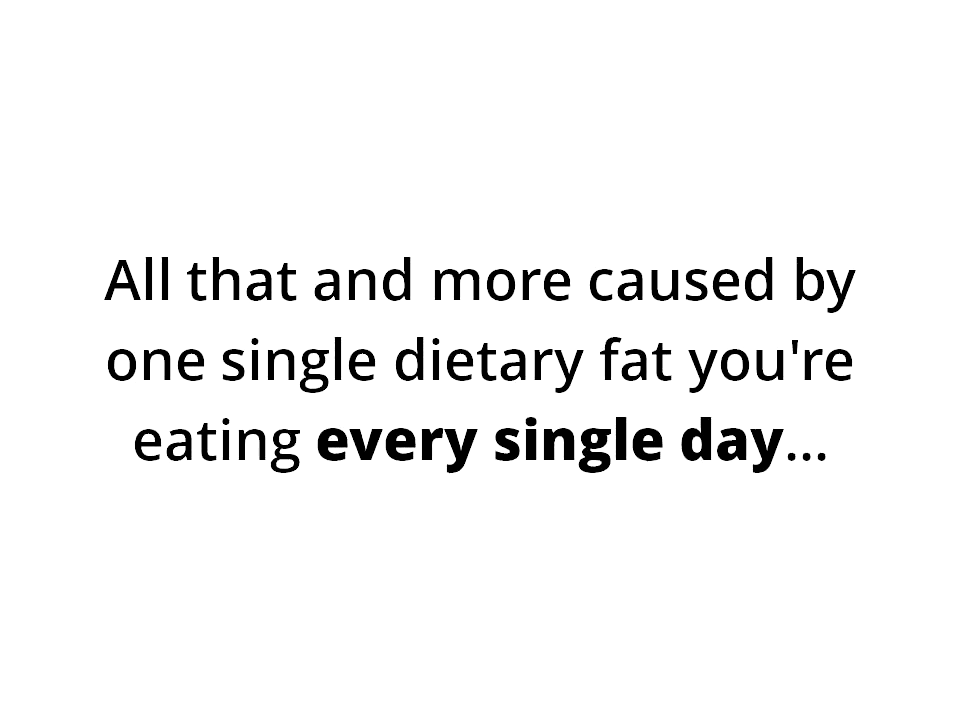 All that and more caused by
one single dietary fat you're
eating every single day...